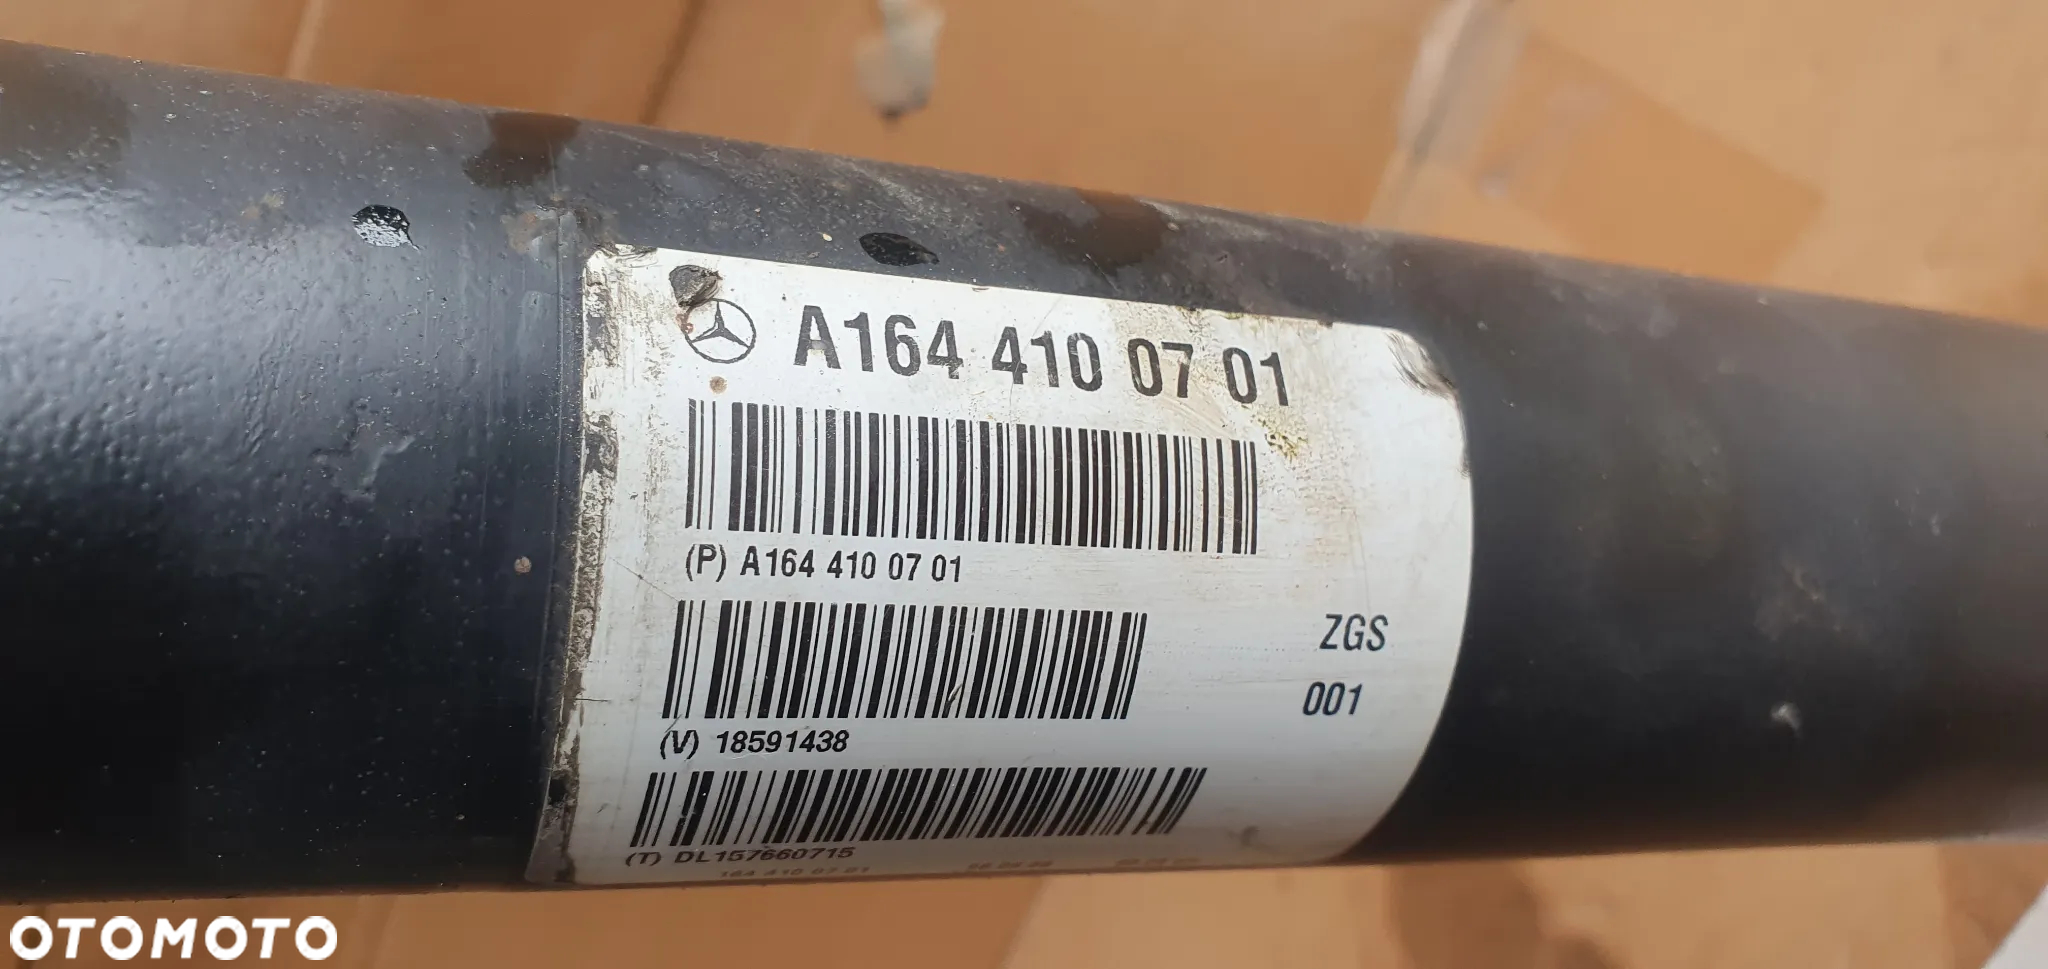 A164 410 07 01
(P) A164 410 07 01
ZGS
001
(V) 18591438
(T) DL157660715
164 410 07 01
OTOMOTO